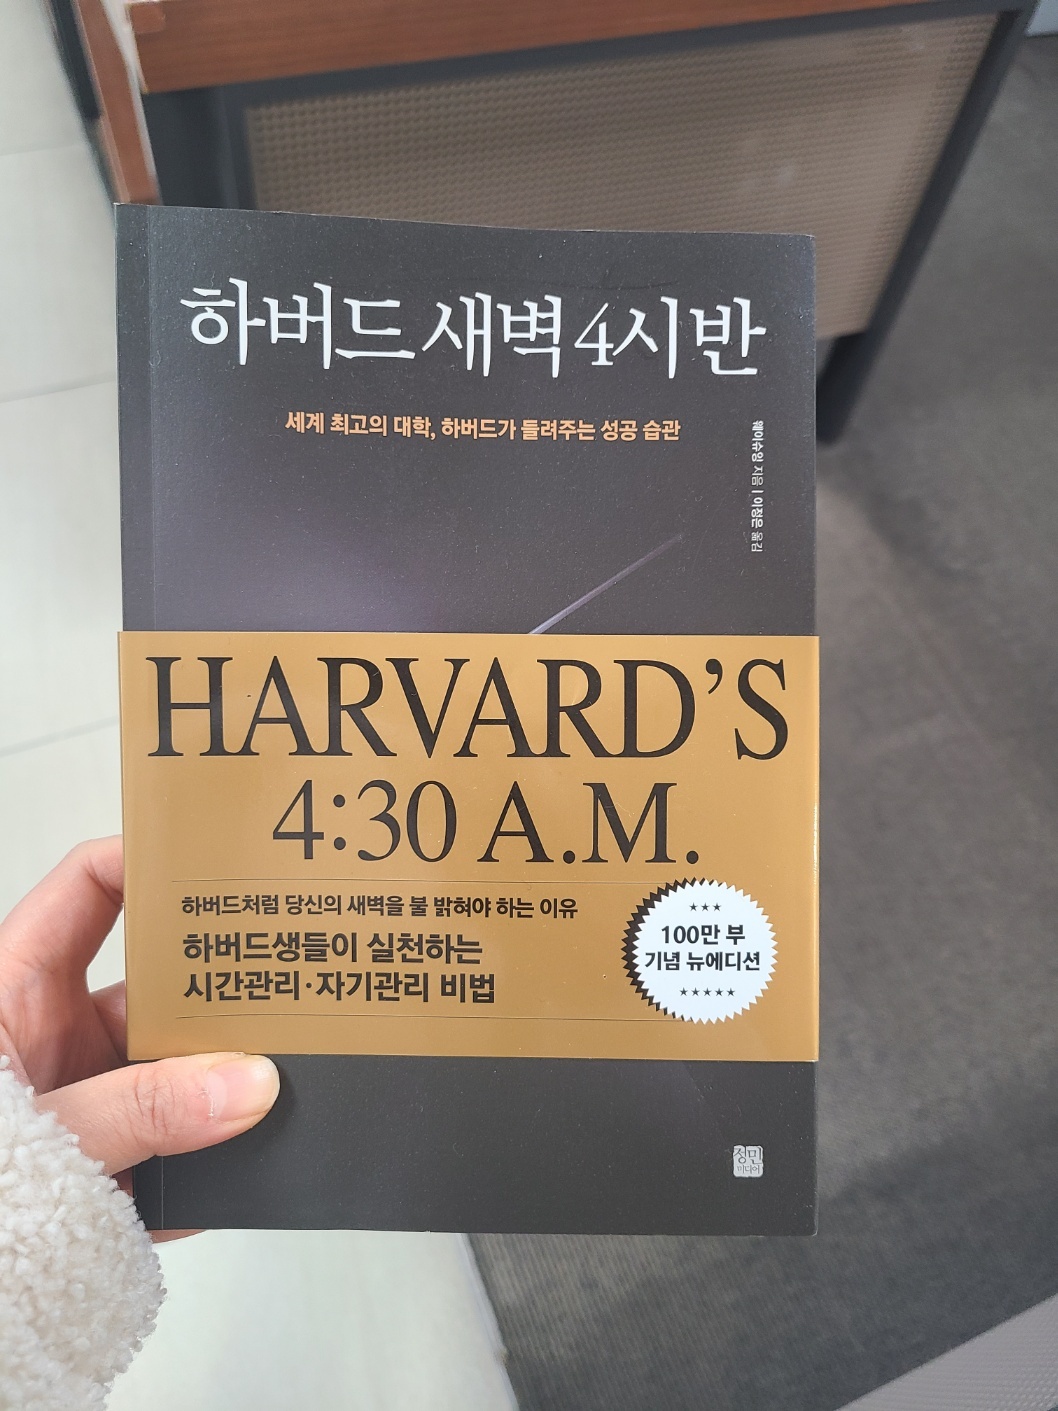 하버드 새벽 4시 반
세계 최고의 대학, 하버드가 들려주는 성공 습관
웨이슈잉 지음 | 이정은 옮김
HARVARD'S
4:30 A.M.
하버드처럼 당신의 새벽을 불 밝혀야 하는 이유
하버드생들이 실천하는
시간관리·자기관리 비법
★★★
100만 부
기념 뉴에디션
★★★★★
정민
미디어